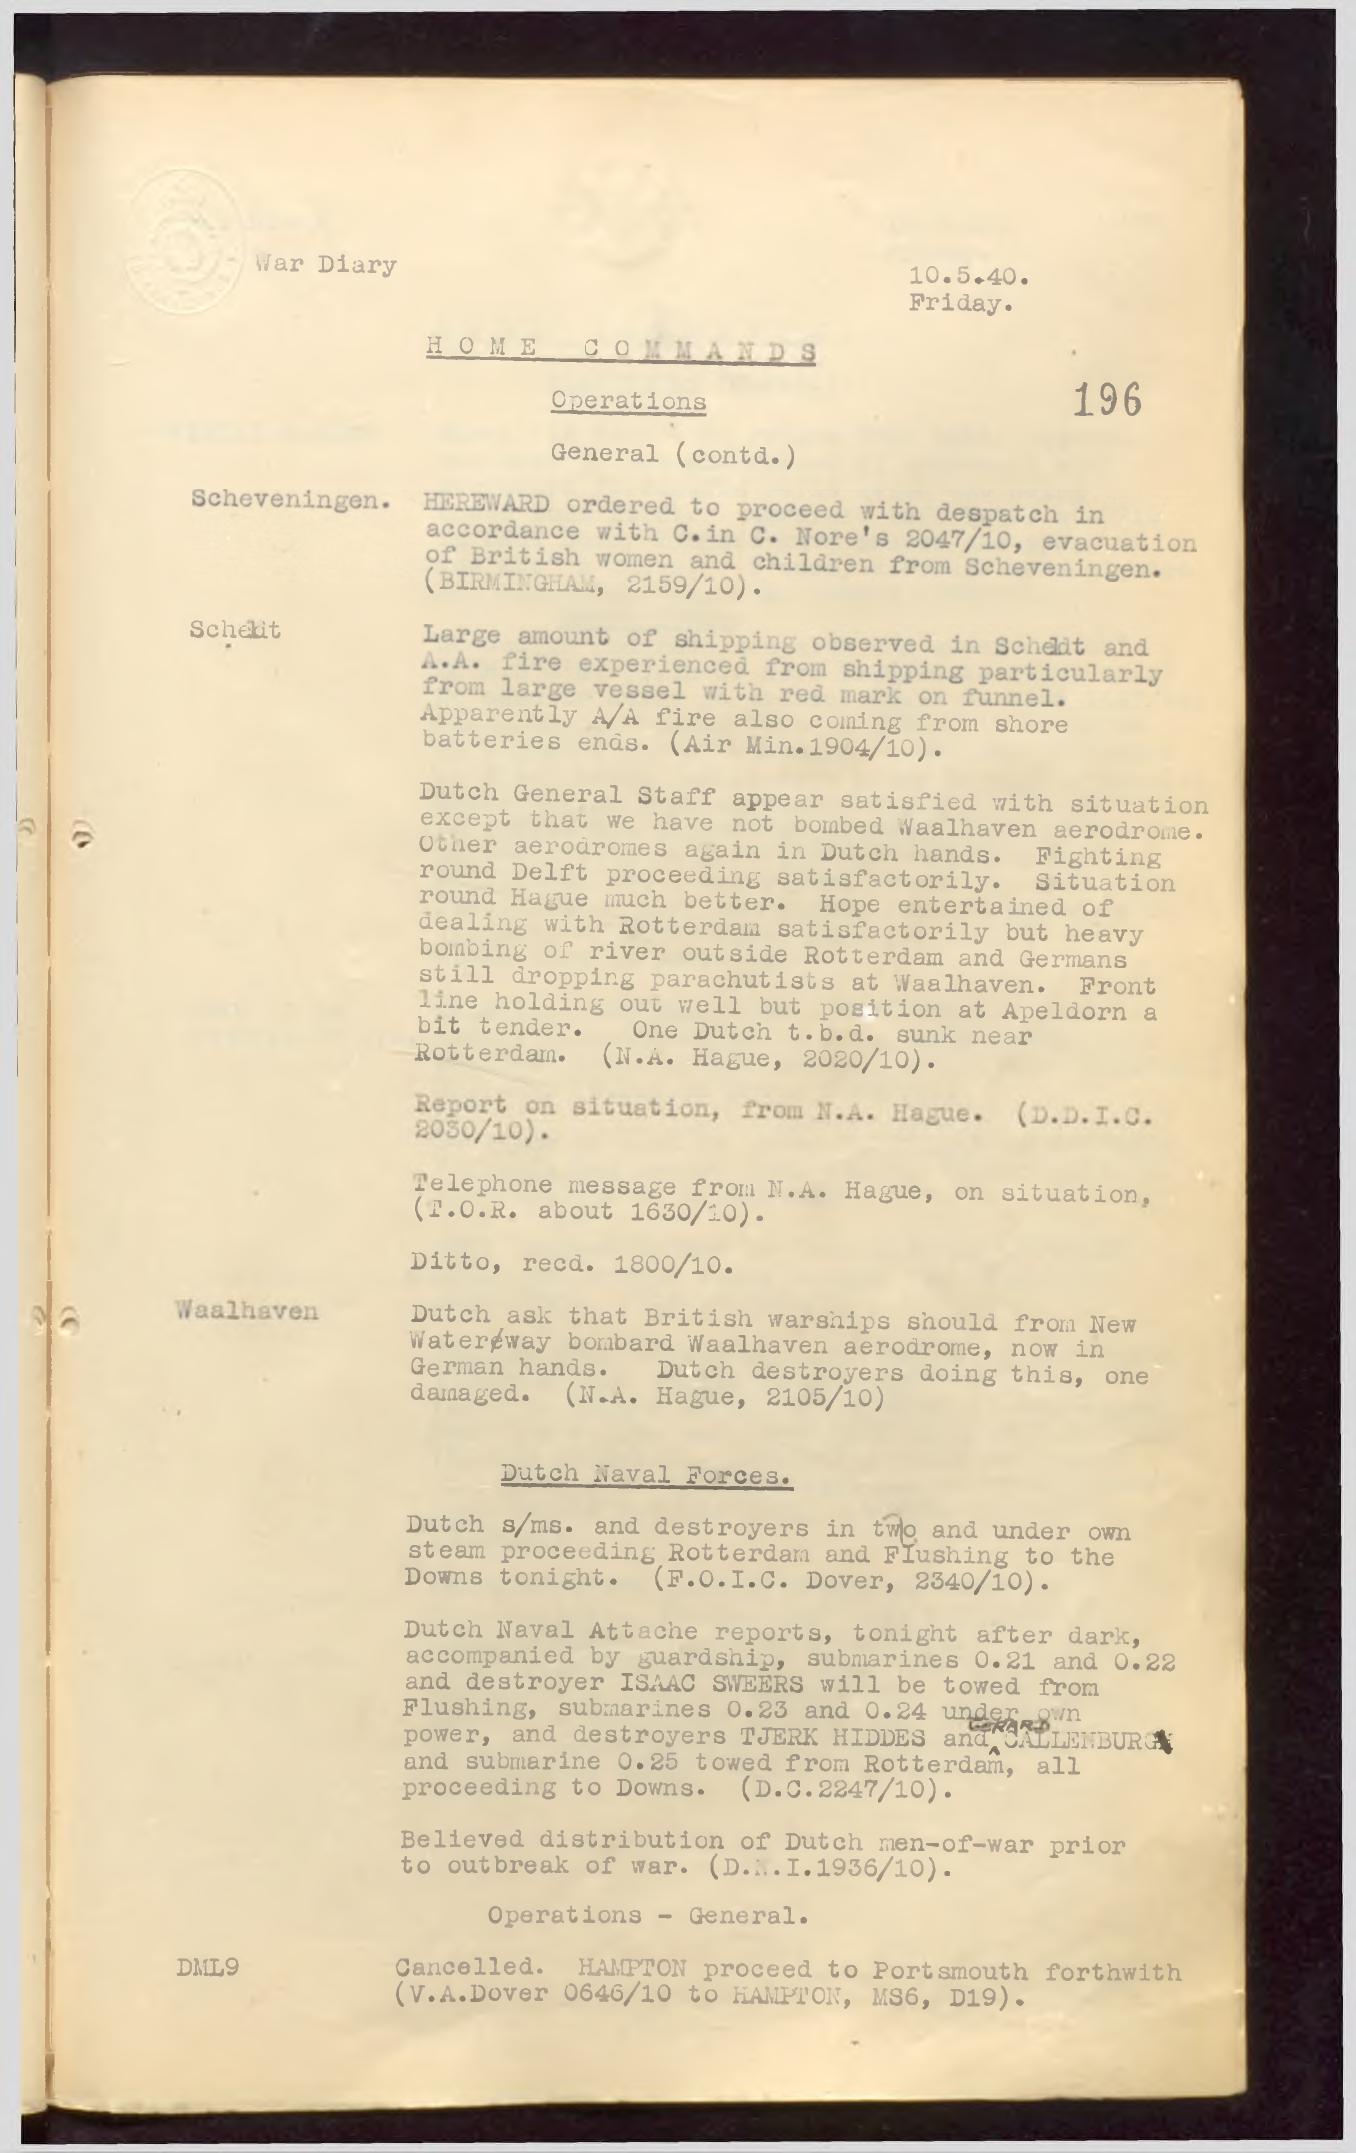 War Diary
10.5.40.
Friday.
HOME COMMANDS
Operations
196
General (contd.)
Scheveningen. HEREWARD ordered to proceed with despatch in
accordance with C.in C. Nore's 2047/10, evacuation
of British women and children from Scheveningen.
(BIRMINGHAM, 2159/10).
Scheldt Large amount of shipping observed in Scheldt and
A.A. fire experienced from shipping particularly
from large vessel with red mark on funnel.
Apparently A/A fire also coming from shore
batteries ends. (Air Min.1904/10).
Dutch General Staff appear satisfied with situation
except that we have not bombed Waalhaven aerodrome.
Other aerodromes again in Dutch hands. Fighting
round Delft proceeding satisfactorily. Situation
round Hague much better. Hope entertained of
dealing with Rotterdam satisfactorily but heavy
bombing of river outside Rotterdam and Germans
still dropping parachutists at Waalhaven. Front
line holding out well but position at Apeldorn a
bit tender. One Dutch t.b.d. sunk near
Rotterdam. (N.A. Hague, 2020/10).
Report on situation, from N.A. Hague. (D.D.I.C.
2030/10).
Telephone message from N.A. Hague, on situation,
(T.O.R. about 1630/10).
Ditto, recd. 1800/10.
Waalhaven Dutch ask that British warships should from New
Waterway bombard Waalhaven aerodrome, now in
German hands. Dutch destroyers doing this, one
damaged. (N.A. Hague, 2105/10)
Dutch Naval Forces.
Dutch s/ms. and destroyers in two and under own
steam proceeding Rotterdam and Flushing to the
Downs tonight. (F.O.I.C. Dover, 2340/10).
Dutch Naval Attache reports, tonight after dark,
accompanied by guardship, submarines 0.21 and 0.22
and destroyer ISAAC SWEERS will be towed from
Flushing, submarines 0.23 and 0.24 under own
power, and destroyers TJERK HIDDES and GERARD CALLENBURG
and submarine 0.25 towed from Rotterdam, all
proceeding to Downs. (D.C.2247/10).
Believed distribution of Dutch men-of-war prior
to outbreak of war. (D.N.I.1936/10).
Operations - General.
DML9 Cancelled. HAMPTON proceed to Portsmouth forthwith
(V.A.Dover 0646/10 to HAMPTON, MS6, D19).